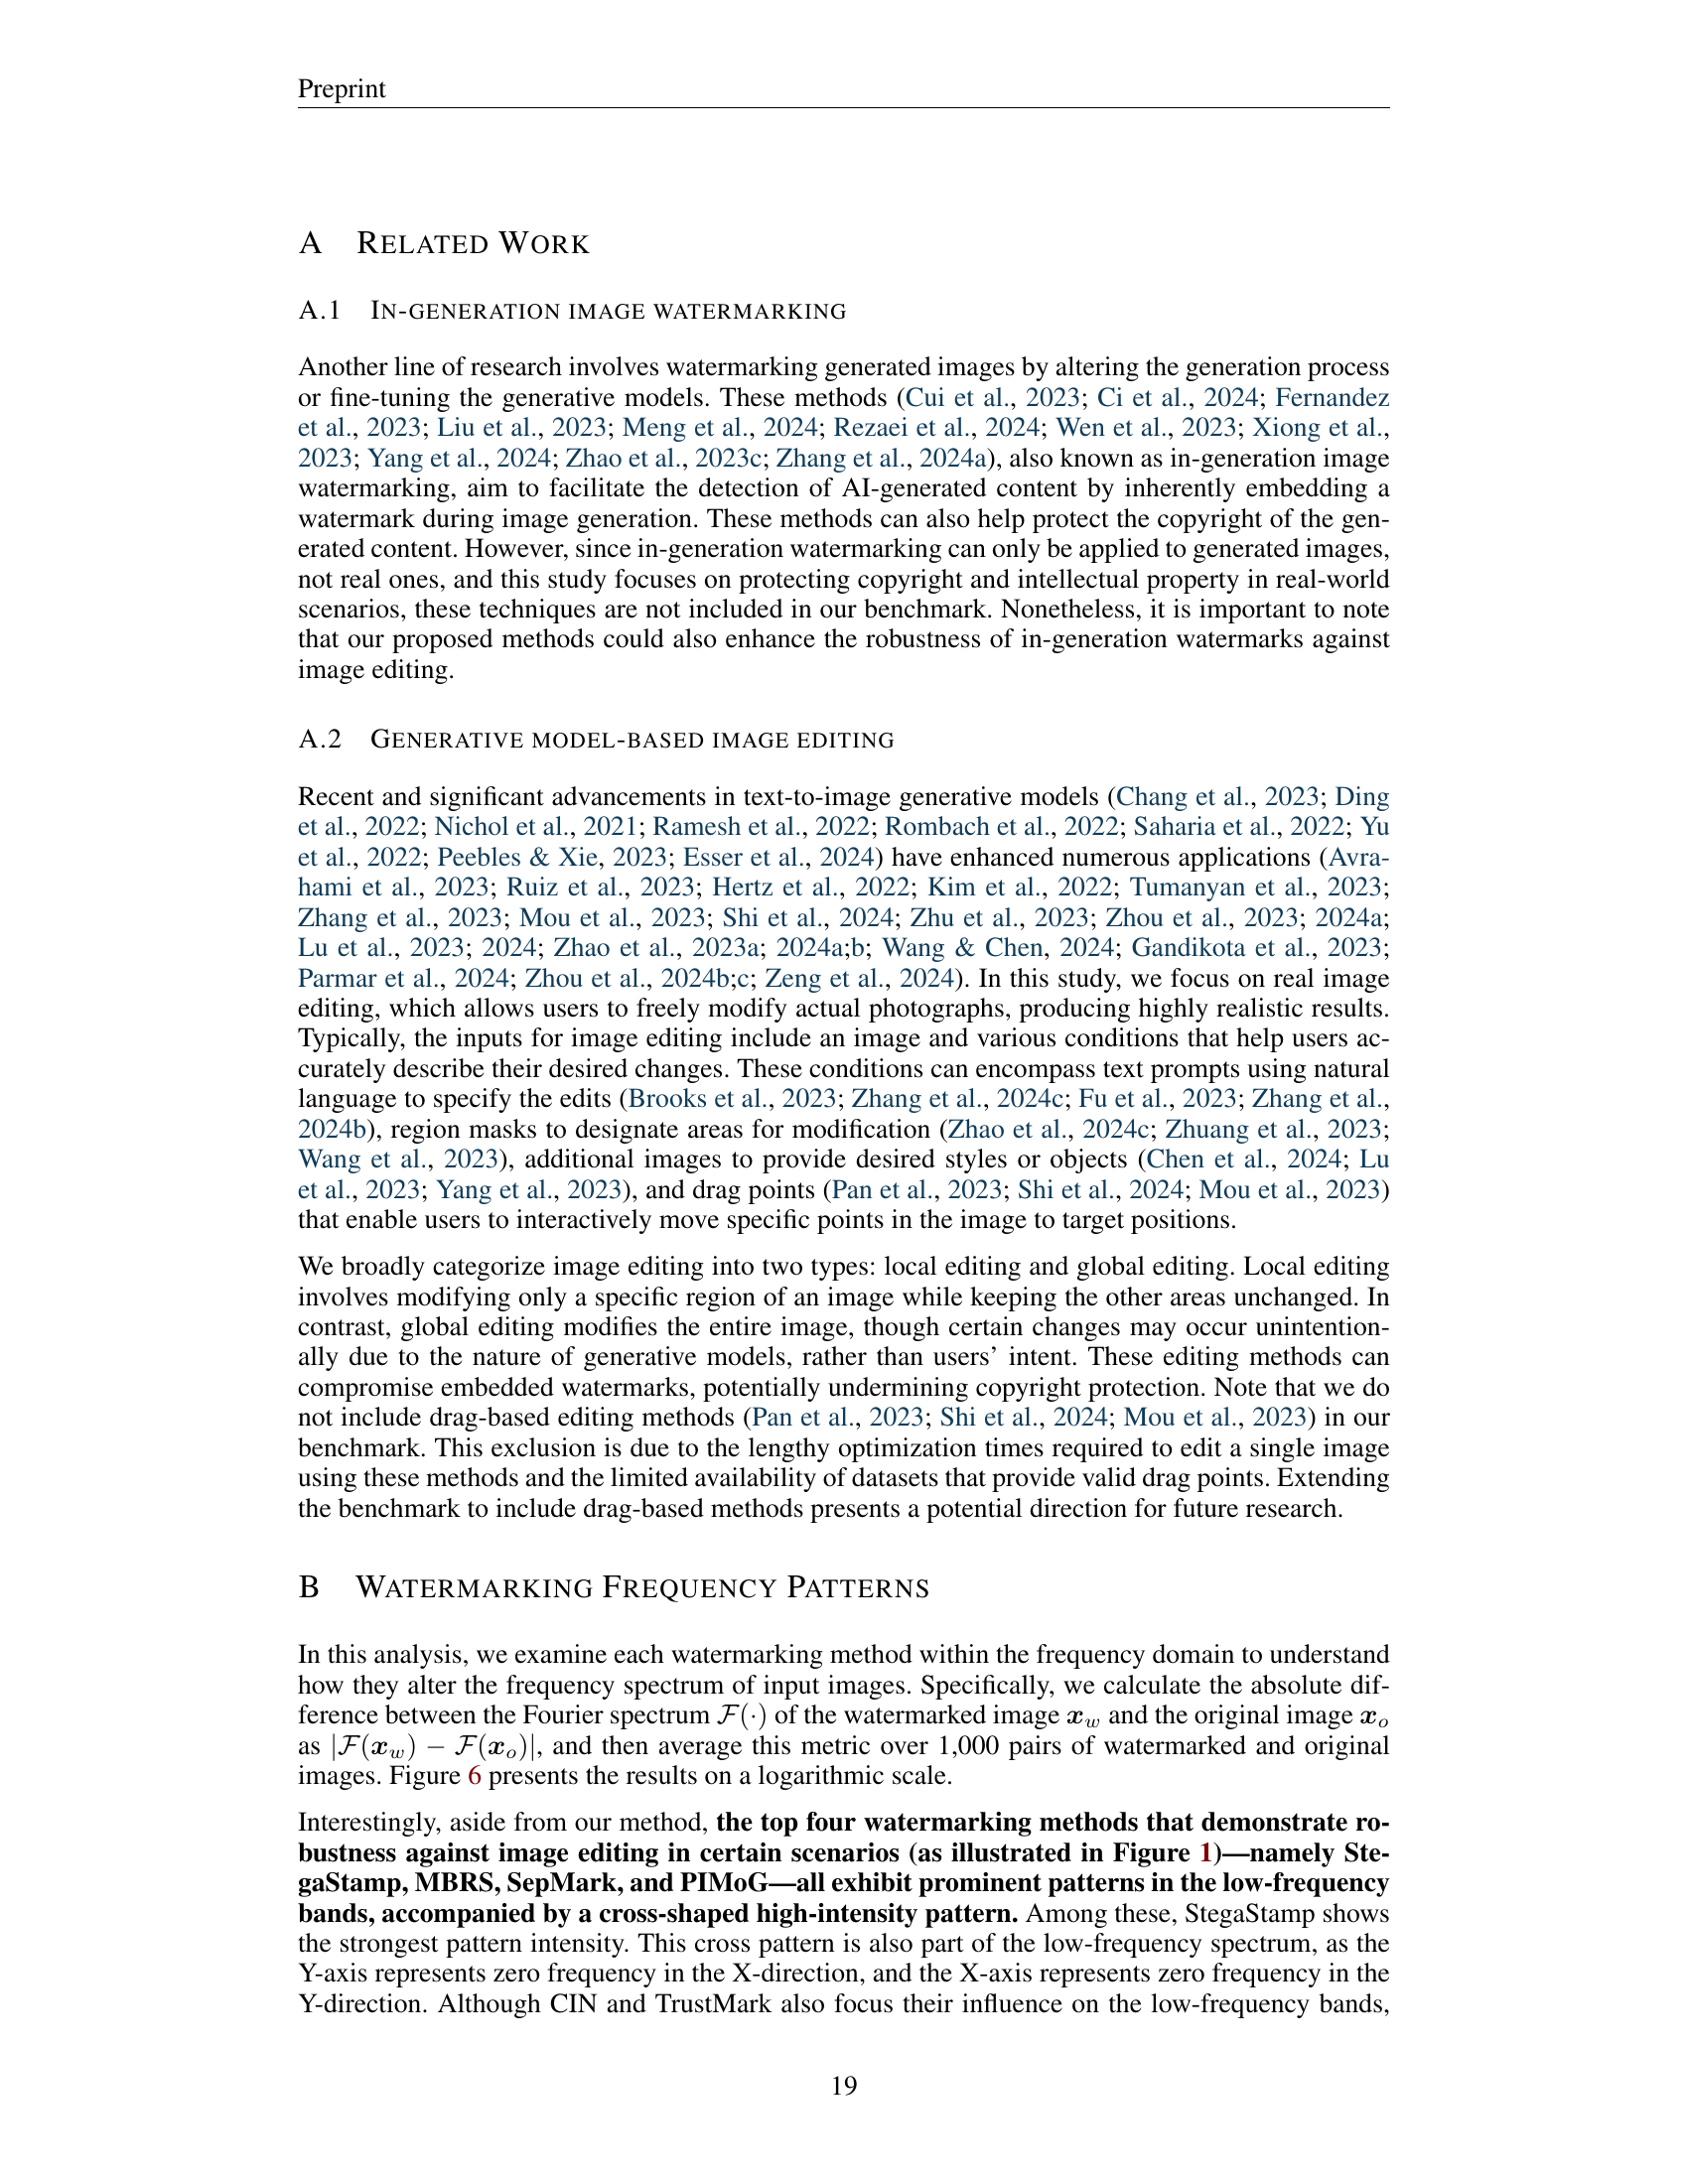 Preprint
A RELATED WORK
A.1 IN-GENERATION IMAGE WATERMARKING
Another line of research involves watermarking generated images by altering the generation process
or fine-tuning the generative models. These methods (Cui et al., 2023; Ci et al., 2024; Fernandez
et al., 2023; Liu et al., 2023; Meng et al., 2024; Rezaei et al., 2024; Wen et al., 2023; Xiong et al.,
2023; Yang et al., 2024; Zhao et al., 2023c; Zhang et al., 2024a), also known as in-generation image
watermarking, aim to facilitate the detection of AI-generated content by inherently embedding a
watermark during image generation. These methods can also help protect the copyright of the gen-
erated content. However, since in-generation watermarking can only be applied to generated images,
not real ones, and this study focuses on protecting copyright and intellectual property in real-world
scenarios, these techniques are not included in our benchmark. Nonetheless, it is important to note
that our proposed methods could also enhance the robustness of in-generation watermarks against
image editing.
A.2 GENERATIVE MODEL-BASED IMAGE EDITING
Recent and significant advancements in text-to-image generative models (Chang et al., 2023; Ding
et al., 2022; Nichol et al., 2021; Ramesh et al., 2022; Rombach et al., 2022; Saharia et al., 2022; Yu
et al., 2022; Peebles & Xie, 2023; Esser et al., 2024) have enhanced numerous applications (Avra-
hami et al., 2023; Ruiz et al., 2023; Hertz et al., 2022; Kim et al., 2022; Tumanyan et al., 2023;
Zhang et al., 2023; Mou et al., 2023; Shi et al., 2024; Zhu et al., 2023; Zhou et al., 2023; 2024a;
Lu et al., 2023; 2024; Zhao et al., 2023a; 2024a;b; Wang & Chen, 2024; Gandikota et al., 2023;
Parmar et al., 2024; Zhou et al., 2024b;c; Zeng et al., 2024). In this study, we focus on real image
editing, which allows users to freely modify actual photographs, producing highly realistic results.
Typically, the inputs for image editing include an image and various conditions that help users ac-
curately describe their desired changes. These conditions can encompass text prompts using natural
language to specify the edits (Brooks et al., 2023; Zhang et al., 2024c; Fu et al., 2023; Zhang et al.,
2024b), region masks to designate areas for modification (Zhao et al., 2024c; Zhuang et al., 2023;
Wang et al., 2023), additional images to provide desired styles or objects (Chen et al., 2024; Lu
et al., 2023; Yang et al., 2023), and drag points (Pan et al., 2023; Shi et al., 2024; Mou et al., 2023)
that enable users to interactively move specific points in the image to target positions.
We broadly categorize image editing into two types: local editing and global editing. Local editing
involves modifying only a specific region of an image while keeping the other areas unchanged. In
contrast, global editing modifies the entire image, though certain changes may occur unintention-
ally due to the nature of generative models, rather than users’ intent. These editing methods can
compromise embedded watermarks, potentially undermining copyright protection. Note that we do
not include drag-based editing methods (Pan et al., 2023; Shi et al., 2024; Mou et al., 2023) in our
benchmark. This exclusion is due to the lengthy optimization times required to edit a single image
using these methods and the limited availability of datasets that provide valid drag points. Extending
the benchmark to include drag-based methods presents a potential direction for future research.
B WATERMARKING FREQUENCY PATTERNS
In this analysis, we examine each watermarking method within the frequency domain to understand
how they alter the frequency spectrum of input images. Specifically, we calculate the absolute dif-
ference between the Fourier spectrum F(·) of the watermarked image x_w and the original image x_o
as |F(x_w) − F(x_o)|, and then average this metric over 1,000 pairs of watermarked and original
images. Figure 6 presents the results on a logarithmic scale.
Interestingly, aside from our method, the top four watermarking methods that demonstrate ro-
bustness against image editing in certain scenarios (as illustrated in Figure 1)—namely Ste-
gaStamp, MBRS, SepMark, and PIMoG—all exhibit prominent patterns in the low-frequency
bands, accompanied by a cross-shaped high-intensity pattern. Among these, StegaStamp shows
the strongest pattern intensity. This cross pattern is also part of the low-frequency spectrum, as the
Y-axis represents zero frequency in the X-direction, and the X-axis represents zero frequency in the
Y-direction. Although CIN and TrustMark also focus their influence on the low-frequency bands,
19